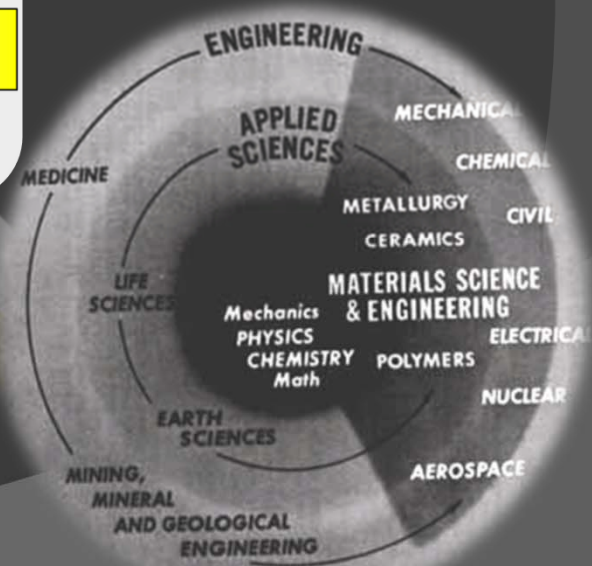 ENGINEERING
APPLIED
SCIENCES
MECHANICAL
CHEMICAL
MEDICINE
METALLURGY
CIVIL
CERAMICS
LIFE
SCIENCES
MATERIALS SCIENCE
& ENGINEERING
Mechanics
PHYSICS
ELECTRICAL
CHEMISTRY
POLYMERS
Math
NUCLEAR
EARTH
SCIENCES
AEROSPACE
MINING,
MINERAL
AND GEOLOGICAL
ENGINEERING